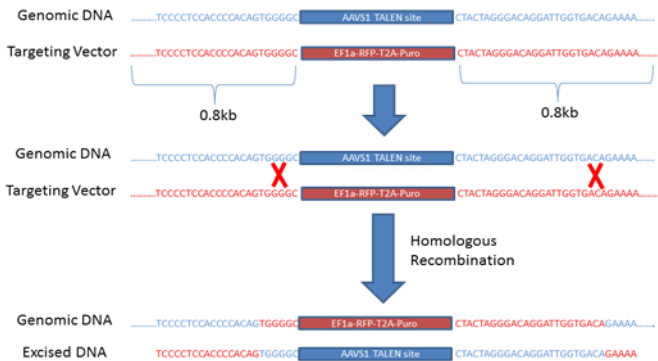 Genomic DNA ..........TCCCCTCCACCCCACAGTGGGGC AAVS1 TALEN site CTACTAGGGACAGGATTGGTGACAGAAAA..........
Targeting Vector ..........TCCCCTCCACCCCACAGTGGGGC EF1a-RFP-T2A-Puro CTACTAGGGACAGGATTGGTGACAGAAAA..........
0.8kb 0.8kb
Genomic DNA ..........TCCCCTCCACCCCACAGTGGGGC AAVS1 TALEN site CTACTAGGGACAGGATTGGTGACAGAAAA..........
X X
Targeting Vector ..........TCCCCTCCACCCCACAGTGGGGC EF1a-RFP-T2A-Puro CTACTAGGGACAGGATTGGTGACAGAAAA..........
Homologous
Recombination
Genomic DNA ..........TCCCCTCCACCCCACAGTGGGGC EF1a-RFP-T2A-Puro CTACTAGGGACAGGATTGGTGACAGAAAA..........
Excised DNA TCCCCTCCACCCCACAGTGGGGC AAVS1 TALEN site CTACTAGGGACAGGATTGGTGACAGAAAA